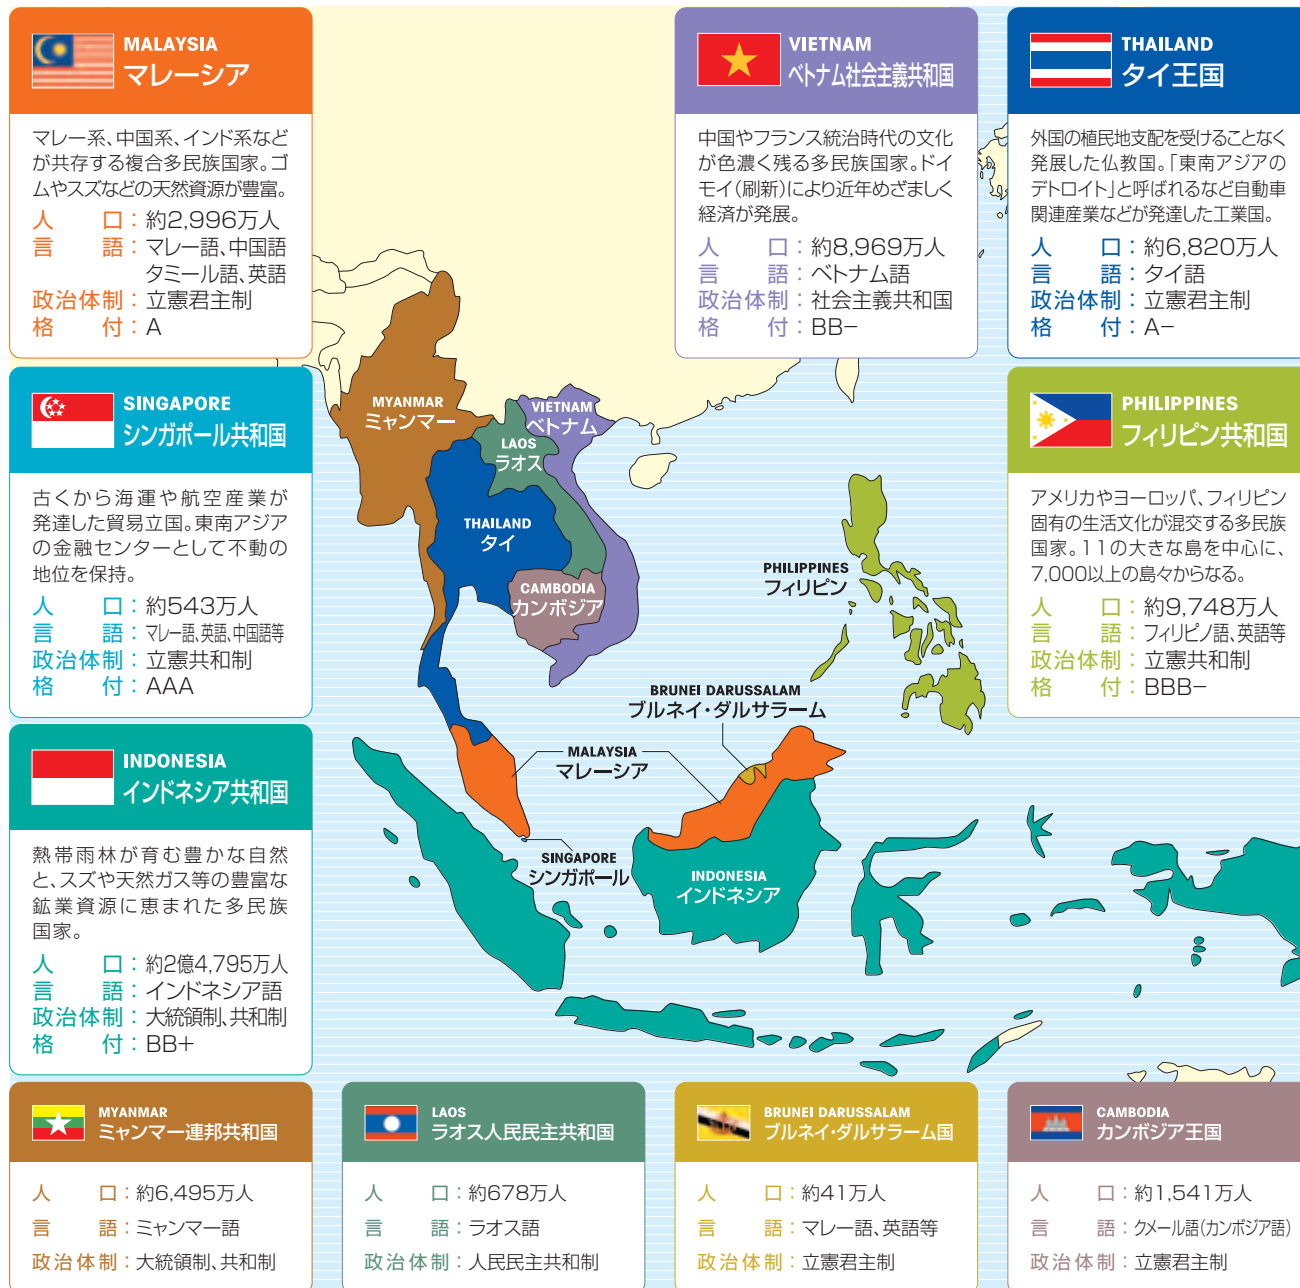 MALAYSIA
マレーシア
マレー系、中国系、インド系など
が共存する複合多民族国家。ゴ
ムやスズなどの天然資源が豊富。
人口：約2,996万人
言語：マレー語、中国語
タミール語、英語
政治体制：立憲君主制
格付：A
VIETNAM
ベトナム社会主義共和国
中国やフランス統治時代の文化
が色濃く残る多民族国家。ドイ
モイ（刷新）により近年めざましく
経済が発展。
人口：約8,969万人
言語：ベトナム語
政治体制：社会主義共和国
格付：BB−
THAILAND
タイ王国
外国の植民地支配を受けることなく
発展した仏教国。「東南アジアの
デトロイト」と呼ばれるなど自動車
関連産業などが発達した工業国。
人口：約6,820万人
言語：タイ語
政治体制：立憲君主制
格付：A−
SINGAPORE
シンガポール共和国
古くから海運や航空産業が
発達した貿易立国。東南アジア
の金融センターとして不動の
地位を保持。
人口：約543万人
言語：マレー語、英語、中国語等
政治体制：立憲共和制
格付：AAA
PHILIPPINES
フィリピン共和国
アメリカやヨーロッパ、フィリピン
固有の生活文化が混交する多民族
国家。11の大きな島を中心に、
7,000以上の島々からなる。
人口：約9,748万人
言語：フィリピノ語、英語等
政治体制：立憲共和制
格付：BBB−
INDONESIA
インドネシア共和国
熱帯雨林が育む豊かな自然
と、スズや天然ガス等の豊富な
鉱業資源に恵まれた多民族
国家。
人口：約2億4,795万人
言語：インドネシア語
政治体制：大統領制、共和制
格付：BB+
MYANMAR
ミャンマー
VIETNAM
ベトナム
LAOS
ラオス
THAILAND
タイ
CAMBODIA
カンボジア
PHILIPPINES
フィリピン
BRUNEI DARUSSALAM
ブルネイ・ダルサラーム
MALAYSIA
マレーシア
SINGAPORE
シンガポール
INDONESIA
インドネシア
MYANMAR
ミャンマー連邦共和国
人口：約6,495万人
言語：ミャンマー語
政治体制：大統領制、共和制
LAOS
ラオス人民民主共和国
人口：約678万人
言語：ラオス語
政治体制：人民民主共和制
BRUNEI DARUSSALAM
ブルネイ・ダルサラーム国
人口：約41万人
言語：マレー語、英語等
政治体制：立憲君主制
CAMBODIA
カンボジア王国
人口：約1,541万人
言語：クメール語（カンボジア語）
政治体制：立憲君主制